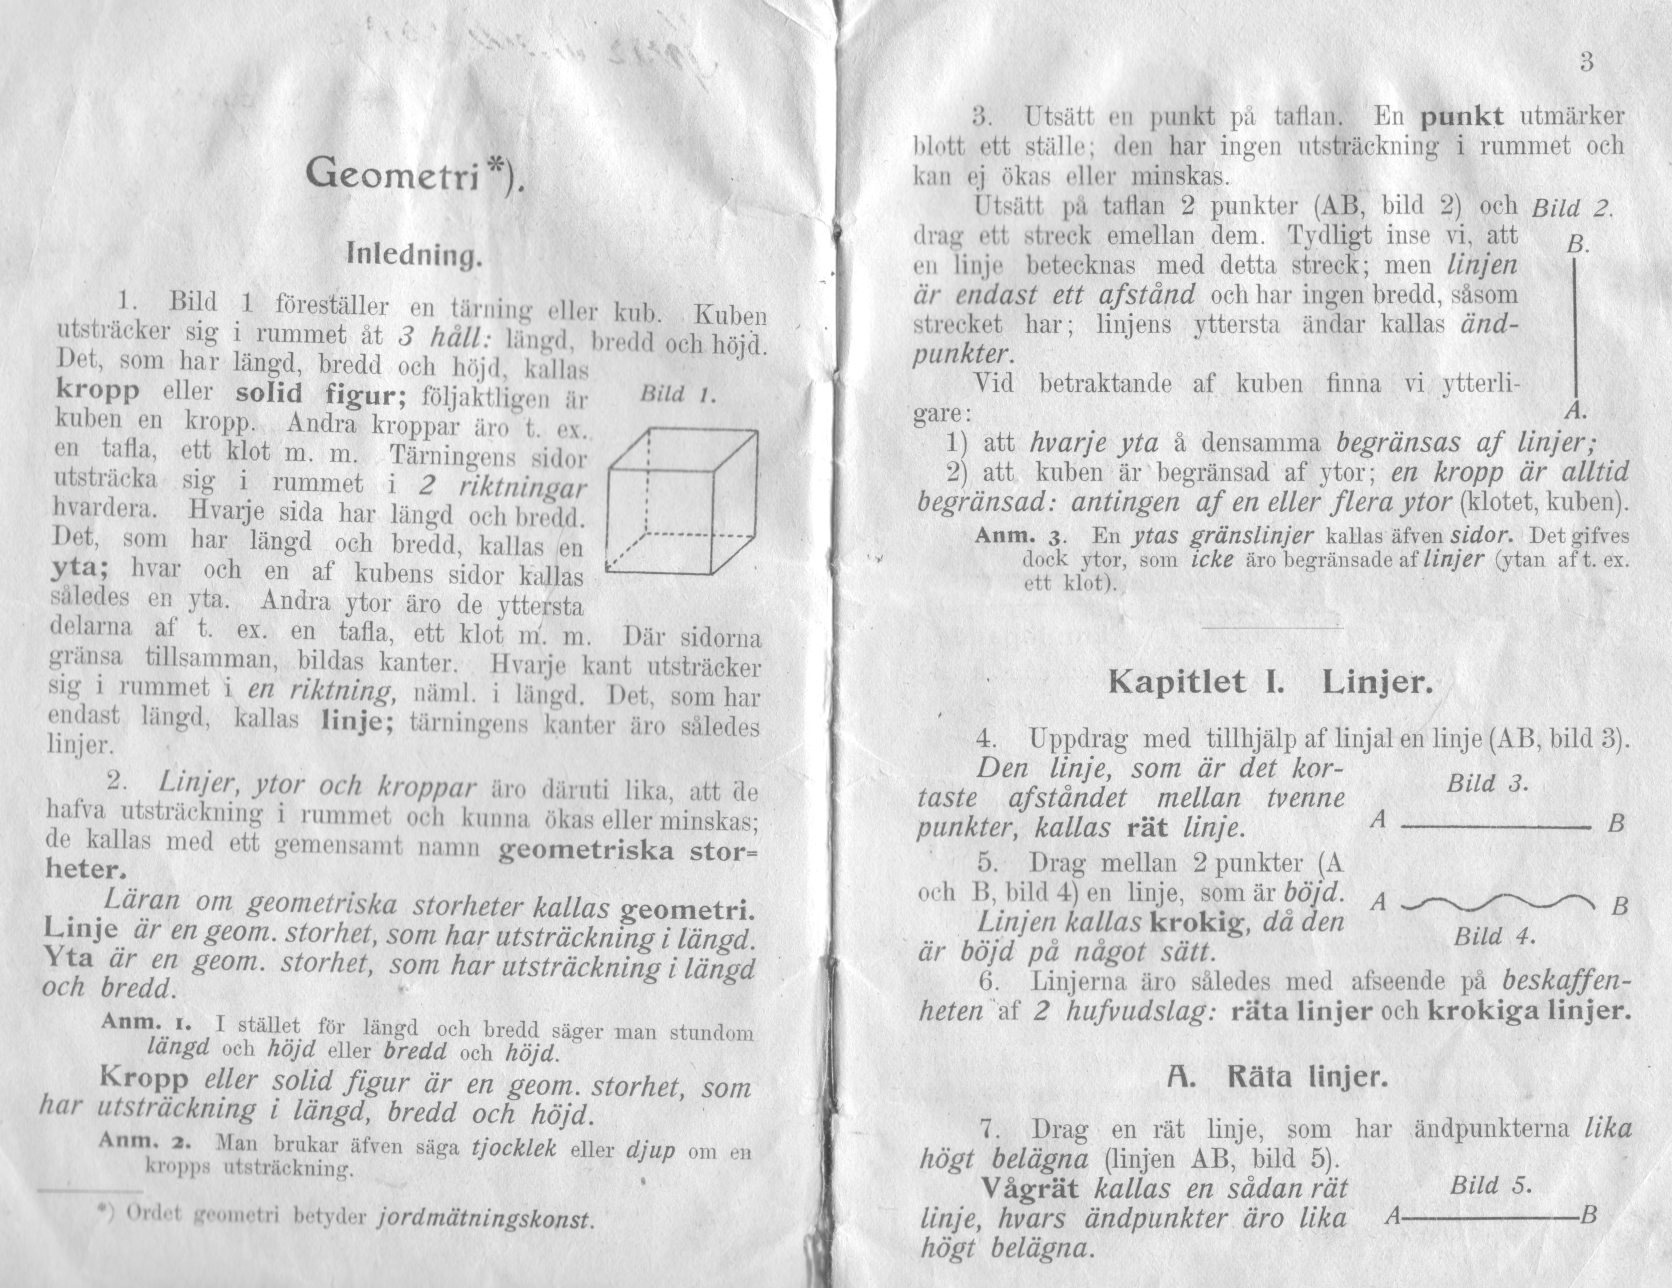 Geometri*).
Inledning.
1. Bild 1 föreställer en tärning eller kub. Kuben
utsträcker sig i rummet åt 3 håll: längd, bredd och höjd.
Det, som har längd, bredd och höjd, kallas
kropp eller solid figur; följaktligen är
kuben en kropp. Andra kroppar äro t. ex.
en tafla, ett klot m. m. Tärningens sidor
utsträcka sig i rummet i 2 riktningar
hvardera. Hvarje sida har längd och bredd.
Det, som har längd och bredd, kallas en
yta; hvar och en af kubens sidor kallas
således en yta. Andra ytor äro de yttersta
Bild 1.
delarna af t. ex. en tafla, ett klot m. m. Där sidorna
gränsa tillsamman, bildas kanter. Hvarje kant utsträcker
sig i rummet i en riktning, näml. i längd. Det, som har
endast längd, kallas linje; tärningens kanter äro således
linjer.
2. Linjer, ytor och kroppar äro däruti lika, att de
hafva utsträckning i rummet och kunna ökas eller minskas;
de kallas med ett gemensamt namn geometriska stor=
heter.
Läran om geometriska storheter kallas geometri.
Linje är en geom. storhet, som har utsträckning i längd.
Yta är en geom. storhet, som har utsträckning i längd
och bredd.
Anm. 1. I stället för längd och bredd säger man stundom
längd och höjd eller bredd och höjd.
Kropp eller solid figur är en geom. storhet, som
har utsträckning i längd, bredd och höjd.
Anm. 2. Man brukar äfven säga tjocklek eller djup om en
kropps utsträckning.
*) Ordet geometri betyder jordmätningskonst.
3
3. Utsätt en punkt på taflan. En punkt utmärker
blott ett ställe; den har ingen utsträckning i rummet och
kan ej ökas eller minskas.
Utsätt på taflan 2 punkter (AB, bild 2) och
drag ett streck emellan dem. Tydligt inse vi, att
en linje betecknas med detta streck; men linjen
är endast ett afstånd och har ingen bredd, såsom
strecket har; linjens yttersta ändar kallas änd-
punkter.
Bild 2.
B.
A.
Vid betraktande af kuben finna vi ytterli-
gare:
1) att hvarje yta å densamma begränsas af linjer;
2) att kuben är begränsad af ytor; en kropp är alltid
begränsad: antingen af en eller flera ytor (klotet, kuben).
Anm. 3. En ytas gränslinjer kallas äfven sidor. Det gifves
dock ytor, som icke äro begränsade af linjer (ytan af t. ex.
ett klot).
Kapitlet I. Linjer.
4. Uppdrag med tillhjälp af linjal en linje (AB, bild 3).
Den linje, som är det kor-
taste afståndet mellan tvenne
punkter, kallas rät linje.
Bild 3.
A B
5. Drag mellan 2 punkter (A
och B, bild 4) en linje, som är böjd.
Linjen kallas krokig, då den
är böjd på något sätt.
A B
Bild 4.
6. Linjerna äro således med afseende på beskaffen-
heten af 2 hufvudslag: räta linjer och krokiga linjer.
A. Räta linjer.
7. Drag en rät linje, som har ändpunkterna lika
högt belägna (linjen AB, bild 5).
Vågrät kallas en sådan rät
linje, hvars ändpunkter äro lika
högt belägna.
Bild 5.
A B